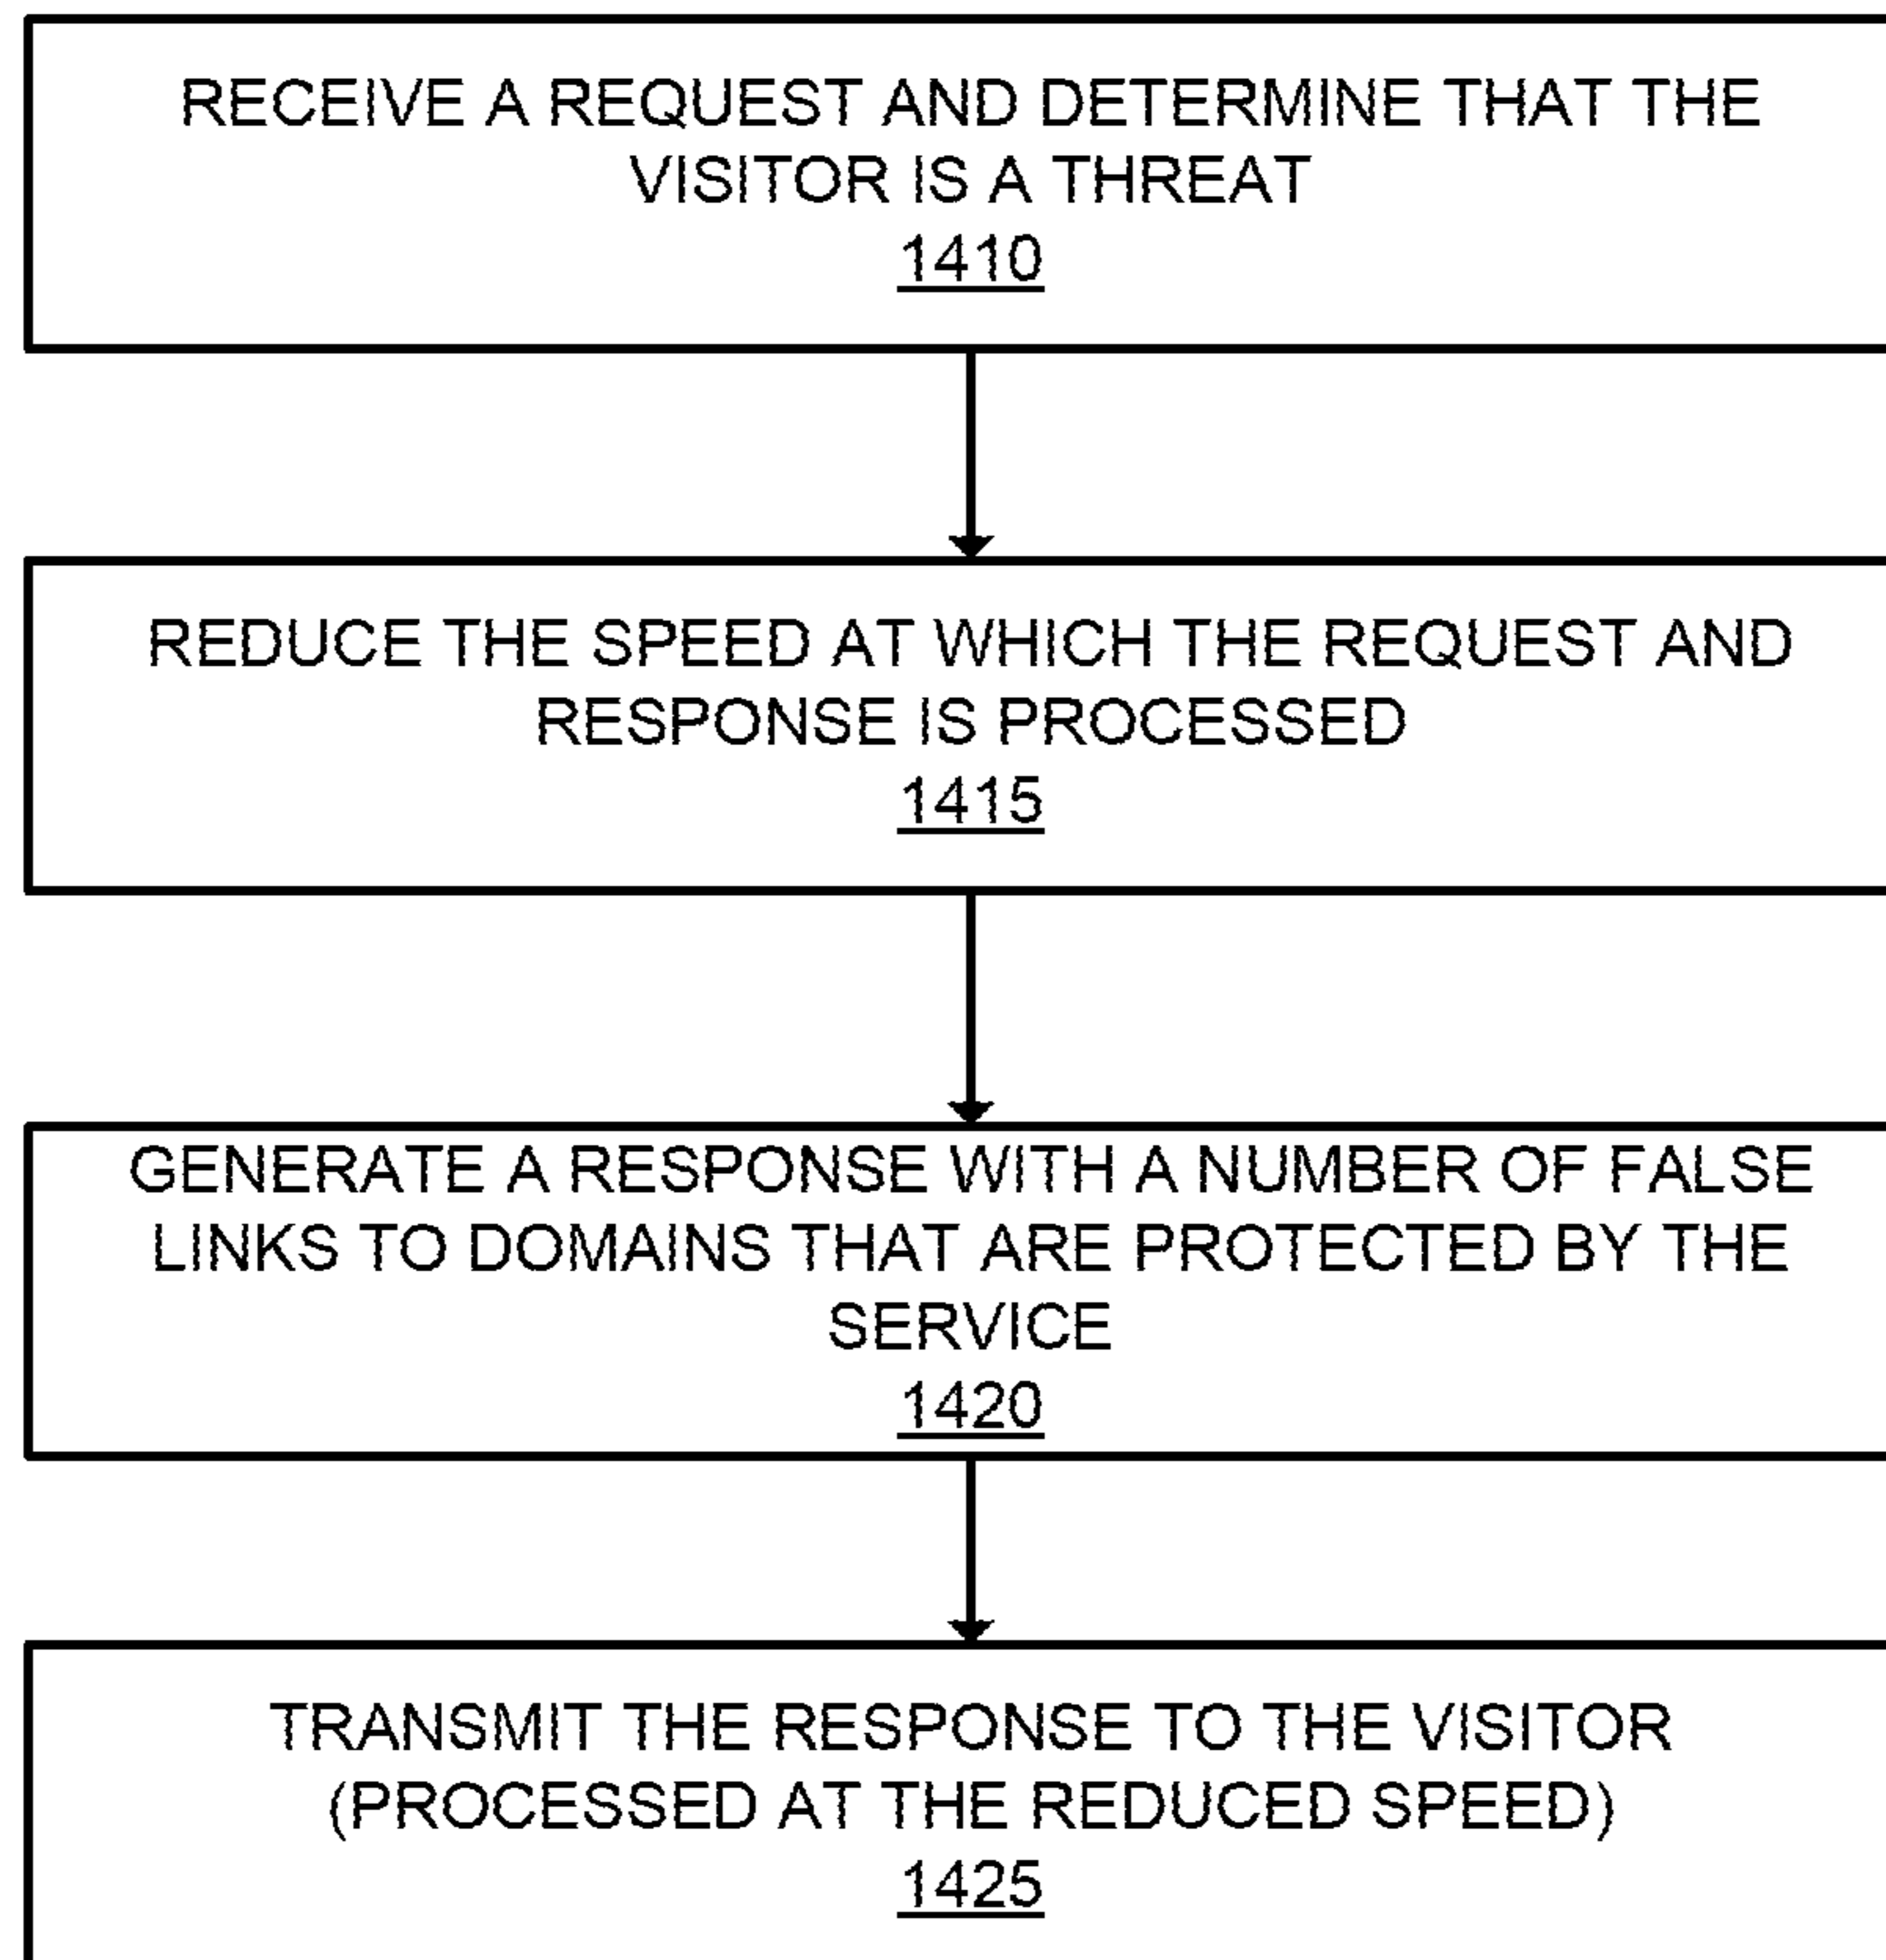 RECEIVE A REQUEST AND DETERMINE THAT THE
VISITOR IS A THREAT
1410
REDUCE THE SPEED AT WHICH THE REQUEST AND
RESPONSE IS PROCESSED
1415
GENERATE A RESPONSE WITH A NUMBER OF FALSE
LINKS TO DOMAINS THAT ARE PROTECTED BY THE
SERVICE
1420
TRANSMIT THE RESPONSE TO THE VISITOR
(PROCESSED AT THE REDUCED SPEED)
1425